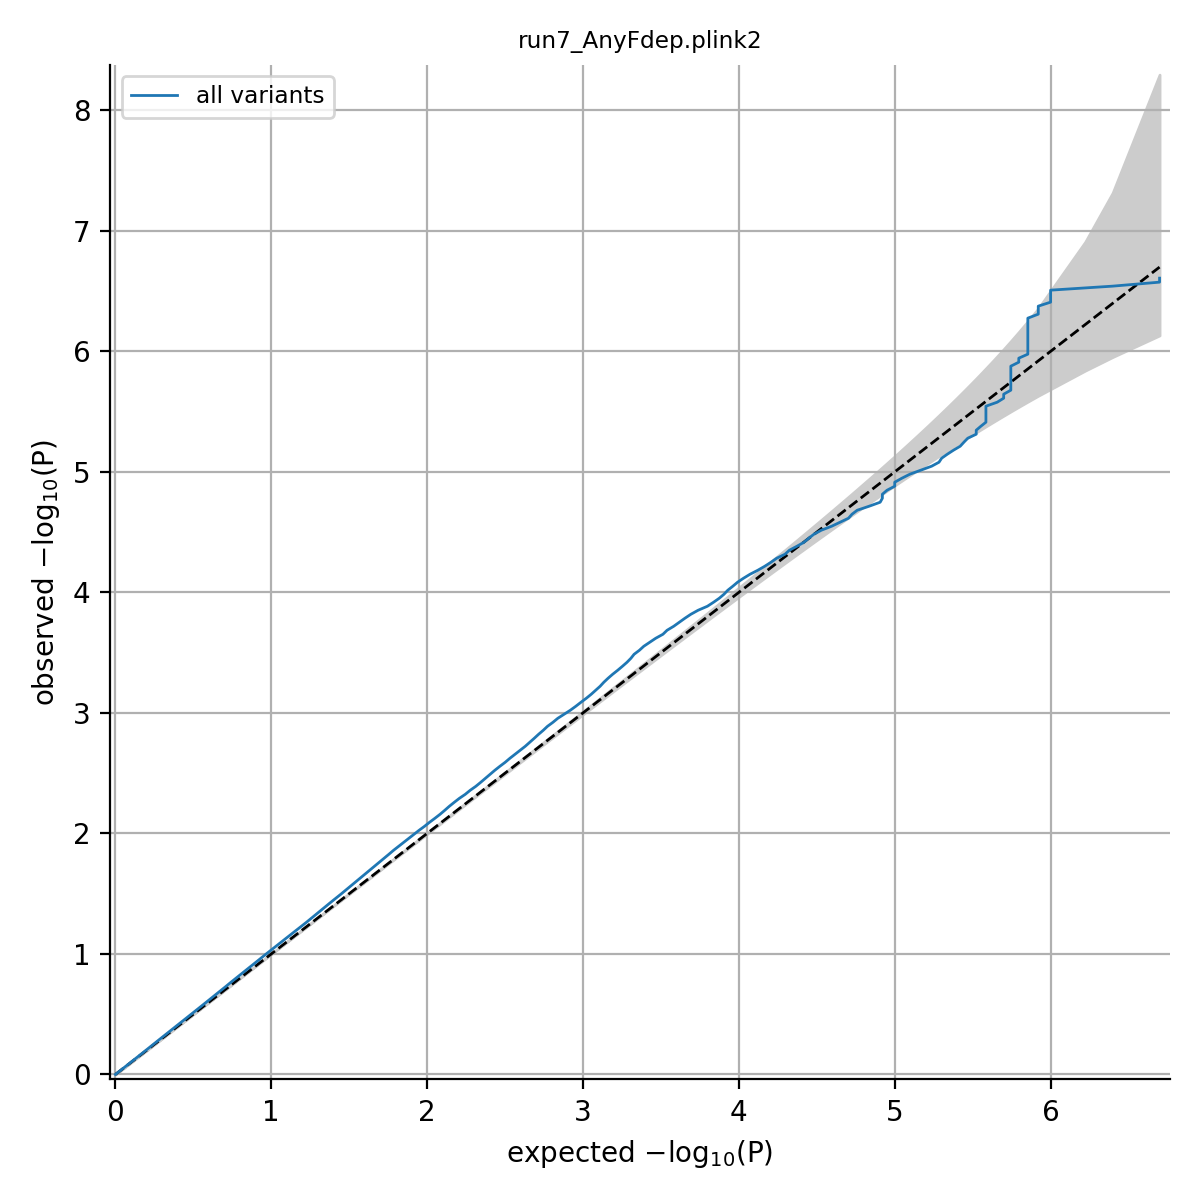 run7_AnyFdep.plink2
all variants
8
7
6
5
4
3
2
1
0
observed −log10(P)
0 1 2 3 4 5 6
expected −log10(P)